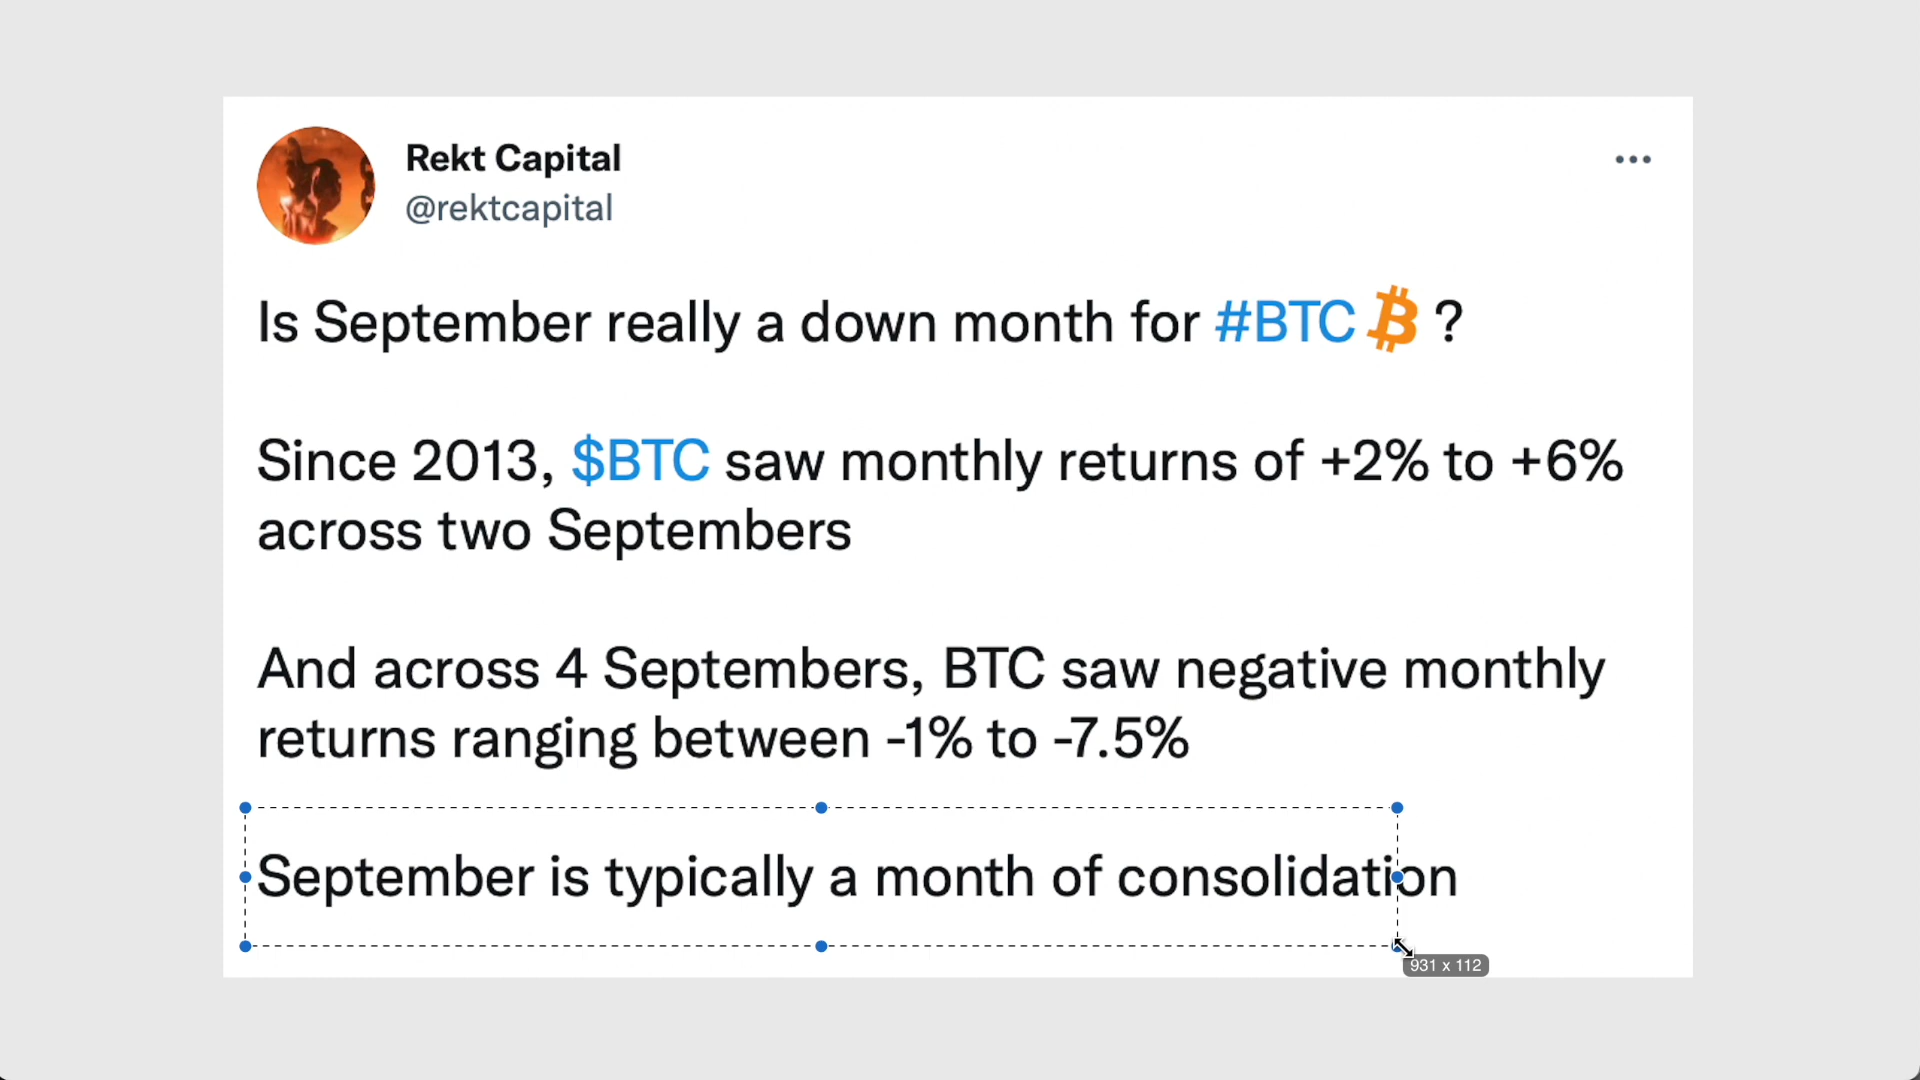 Rekt Capital
@rektcapital
Is September really a down month for #BTC ?
Since 2013, $BTC saw monthly returns of +2% to +6%
across two Septembers
And across 4 Septembers, BTC saw negative monthly
returns ranging between -1% to -7.5%
September is typically a month of consolidation
931 x 112